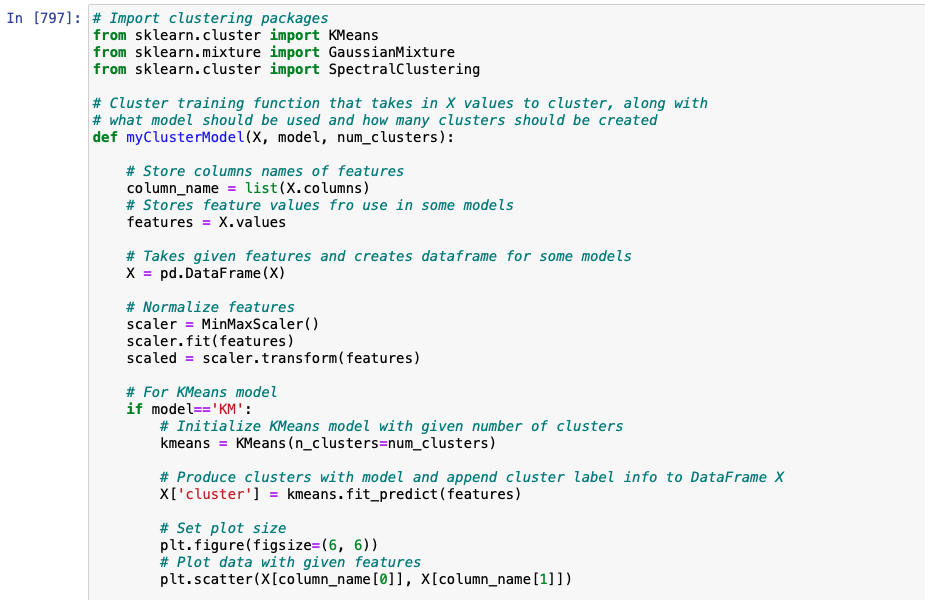 In [797]: # Import clustering packages
from sklearn.cluster import KMeans
from sklearn.mixture import GaussianMixture
from sklearn.cluster import SpectralClustering
# Cluster training function that takes in X values to cluster, along with
# what model should be used and how many clusters should be created
def myClusterModel(X, model, num_clusters):
# Store columns names of features
column_name = list(X.columns)
# Stores feature values fro use in some models
features = X.values
# Takes given features and creates dataframe for some models
X = pd.DataFrame(X)
# Normalize features
scaler = MinMaxScaler()
scaler.fit(features)
scaled = scaler.transform(features)
# For KMeans model
if model=='KM':
# Initialize KMeans model with given number of clusters
kmeans = KMeans(n_clusters=num_clusters)
# Produce clusters with model and append cluster label info to DataFrame X
X['cluster'] = kmeans.fit_predict(features)
# Set plot size
plt.figure(figsize=(6, 6))
# Plot data with given features
plt.scatter(X[column_name[0]], X[column_name[1]])